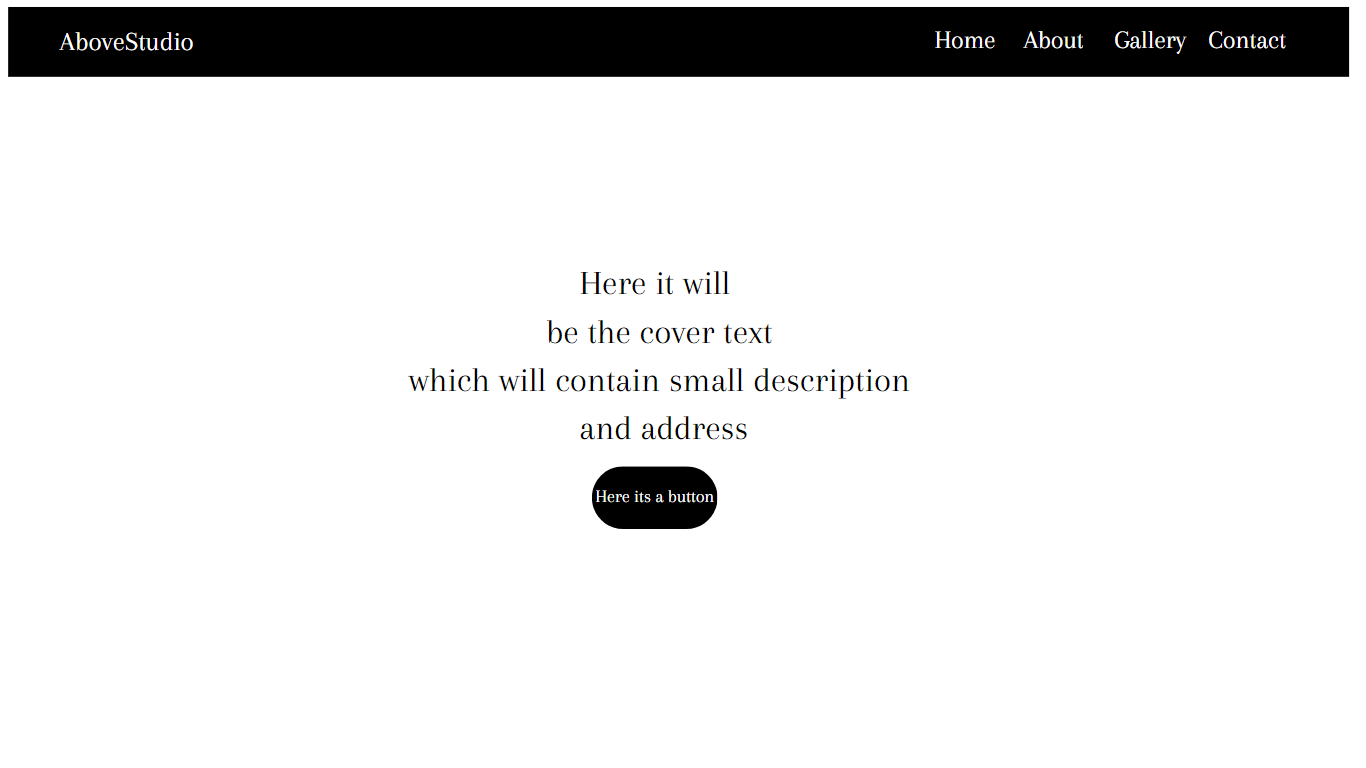 AboveStudio
Home About Gallery Contact
Here it will
be the cover text
which will contain small description
and address
Here its a button